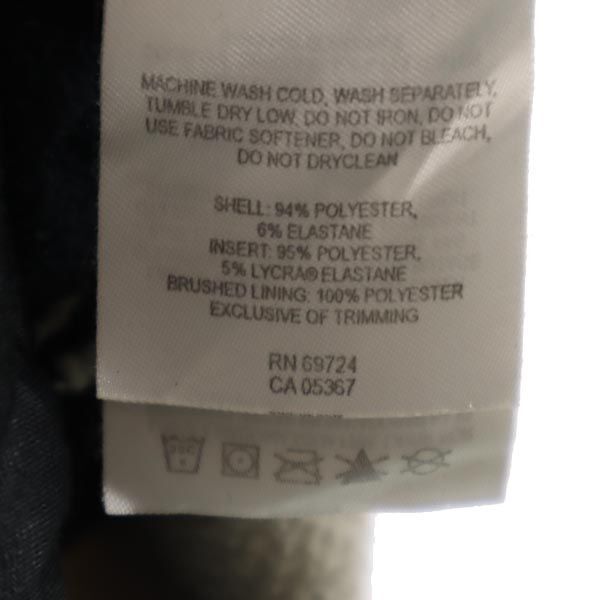 MACHINE WASH COLD, WASH SEPARATELY,
TUMBLE DRY LOW, DO NOT IRON, DO NOT
USE FABRIC SOFTENER, DO NOT BLEACH,
DO NOT DRYCLEAN
SHELL: 94% POLYESTER,
6% ELASTANE
INSERT: 95% POLYESTER,
5% LYCRA® ELASTANE
BRUSHED LINING: 100% POLYESTER
EXCLUSIVE OF TRIMMING
RN 69724
CA 05367